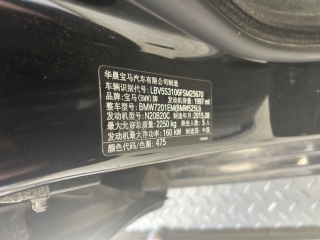 华晨宝马汽车有限公司制造
车辆识别代号: LBV5S3106FSM25670
品牌: 宝马(BMW)牌 发动机排量: 1997 ml
整车型号: BMW7201EM(BMW525Li)
发动机型号: N20B20C 制造年月: 2015.08
最大允许总质量: 2250 kg 乘坐人数: 5 人
发动机最大净功率: 160 kW 制造国: 中国
颜色代码/色圈: 475